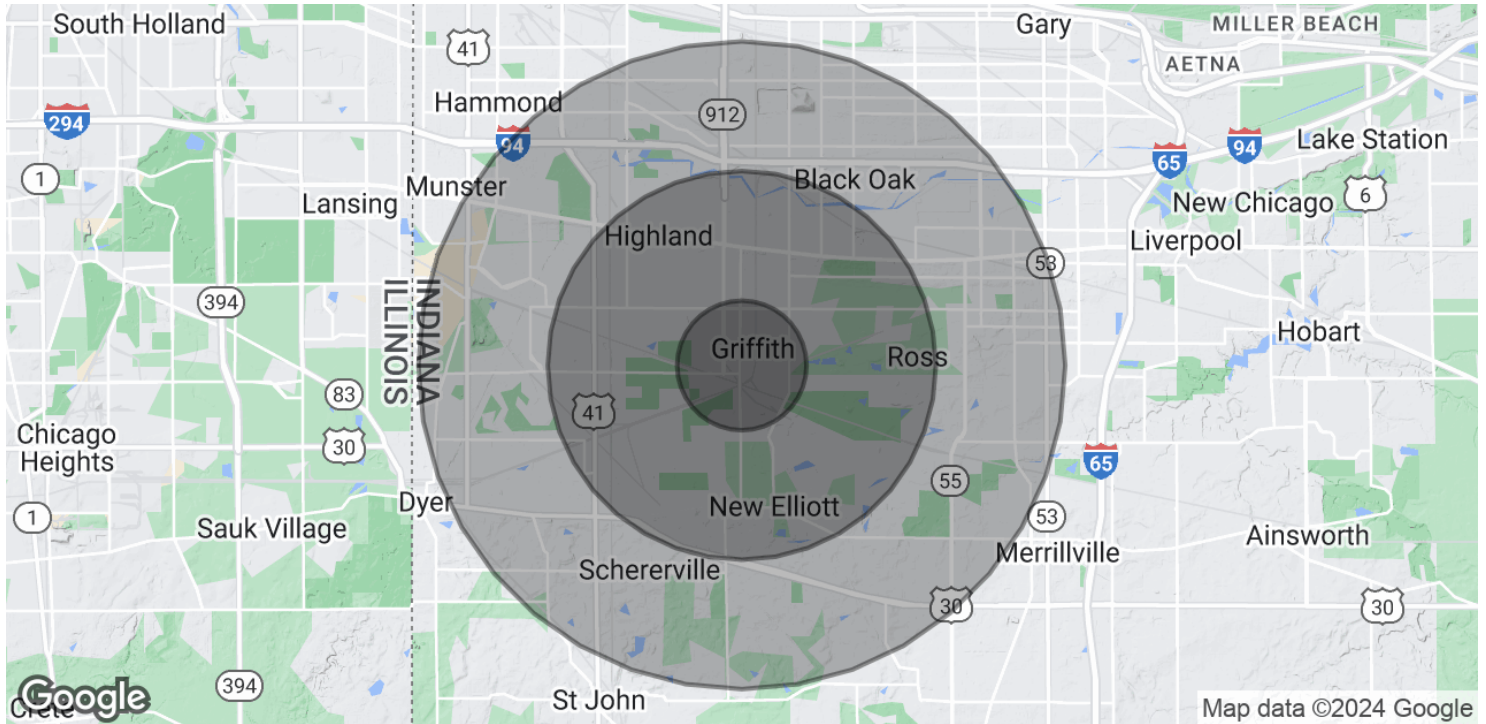 South Holland
41
Gary
MILLER BEACH
AETNA
Hammond
912
294
94
94
65
Lake Station
1
Munster
Black Oak
Lansing
New Chicago
6
Highland
Liverpool
53
394
INDIANA
ILLINOIS
Griffith
Ross
Hobart
83
41
Chicago
Heights
30
65
55
Dyer
New Elliott
1
Sauk Village
53
Merrillville
Ainsworth
Schererville
30
30
394
St John
Google
Crete
Map data ©2024 Google